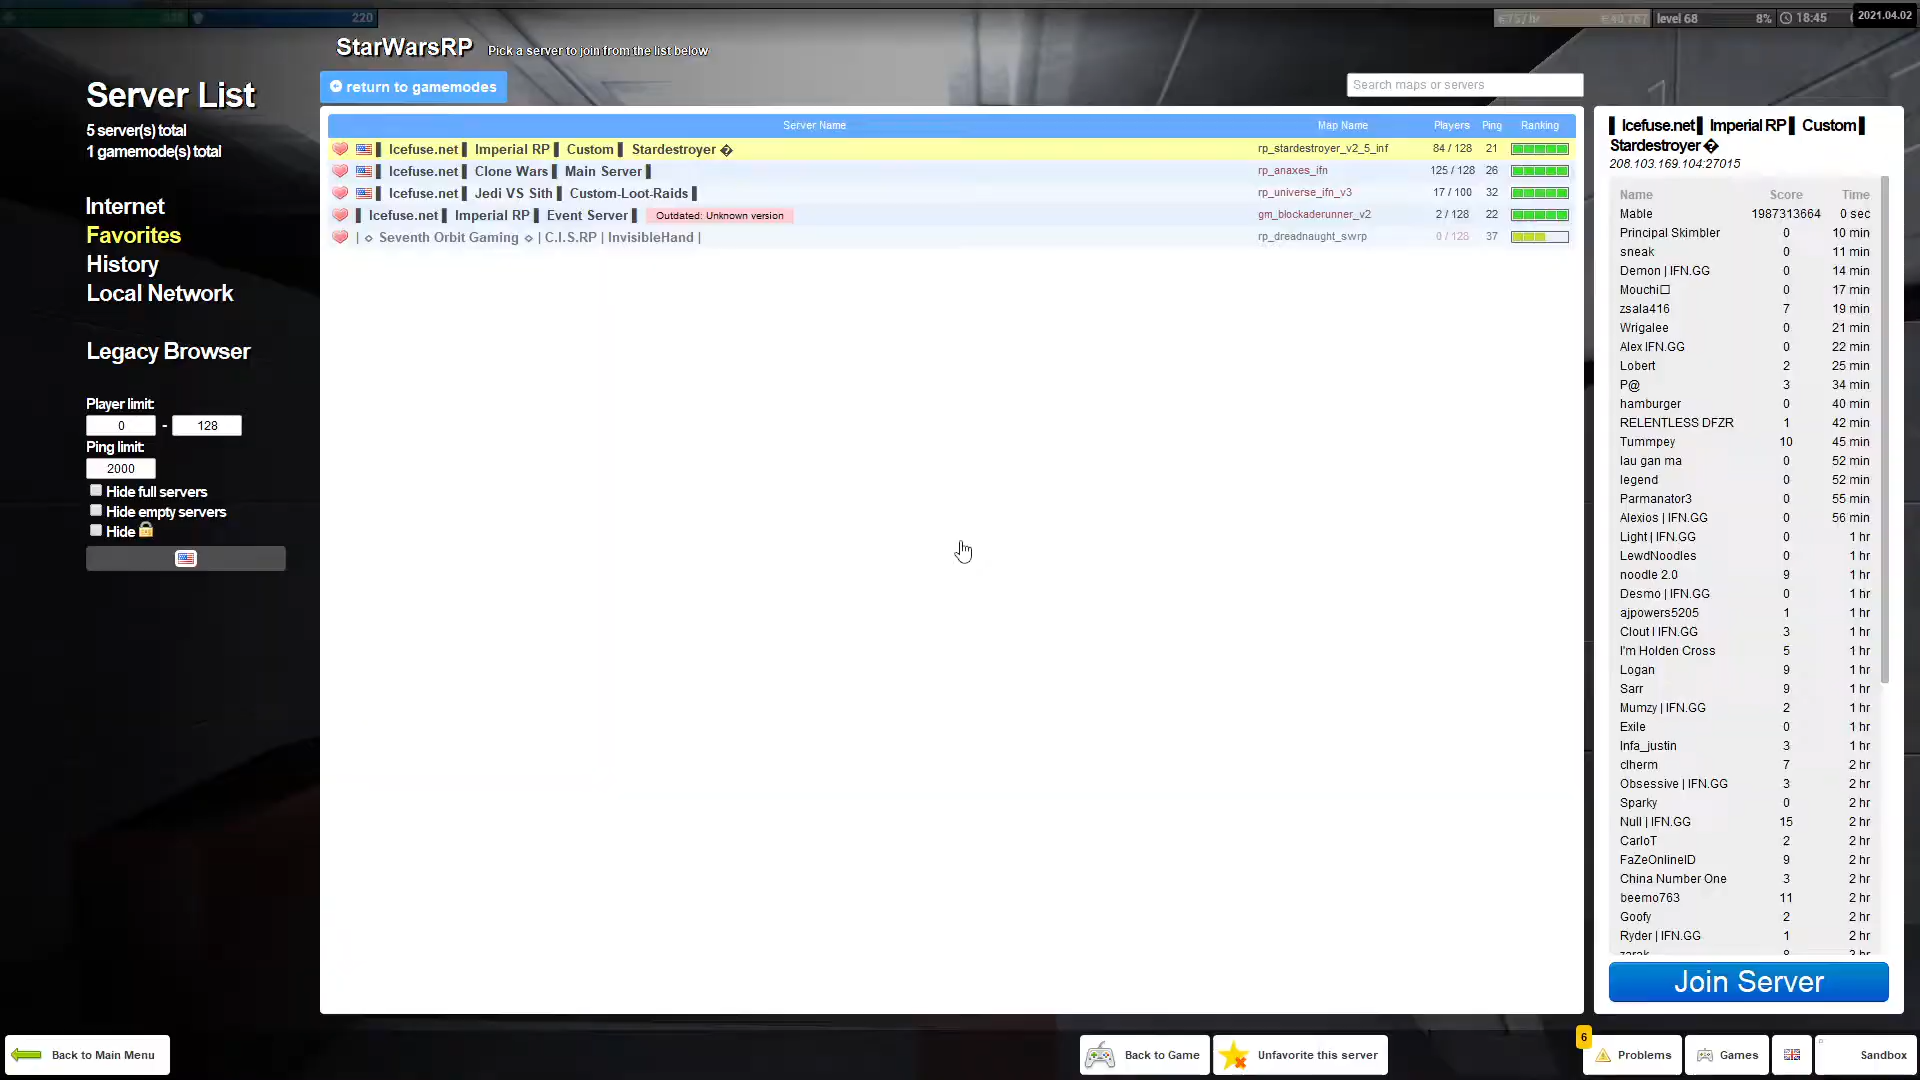 220
level 68 8% 18:45
2021.04.02
StarWarsRP Pick a server to join from the list below
Server List
5 server(s) total
1 gamemode(s) total
Internet
Favorites
History
Local Network
Legacy Browser
Player limit:
0 - 128
Ping limit:
2000
Hide full servers
Hide empty servers
Hide
return to gamemodes
Search maps or servers
Server Name Map Name Players Ping Ranking
▌ Icefuse.net ▌ Imperial RP ▌ Custom ▌ Stardestroyer � rp_stardestroyer_v2_5_inf 84 / 128 21
▌ Icefuse.net ▌ Clone Wars ▌ Main Server ▌ rp_anaxes_ifn 125 / 128 26
▌ Icefuse.net ▌ Jedi VS Sith ▌ Custom-Loot-Raids ▌ rp_universe_ifn_v3 17 / 100 32
▌ Icefuse.net ▌ Imperial RP ▌ Event Server ▌ Outdated: Unknown version gm_blockaderunner_v2 2 / 128 22
| ⋄ Seventh Orbit Gaming ⋄ | C.I.S.RP | InvisibleHand | rp_dreadnaught_swrp 0 / 128 37
▌ Icefuse.net ▌ Imperial RP ▌ Custom ▌
Stardestroyer �
208.103.169.104:27015
Name Score Time
Mable 1987313664 0 sec
Principal Skimbler 0 10 min
sneak 0 11 min
Demon | IFN.GG 0 14 min
Mouchi□ 0 17 min
zsala416 7 19 min
Wrigalee 0 21 min
Alex IFN.GG 0 22 min
Lobert 2 25 min
P@ 3 34 min
hamburger 0 40 min
RELENTLESS DFZR 1 42 min
Tummpey 10 45 min
lau gan ma 0 52 min
legend 0 52 min
Parmanator3 0 55 min
Alexios | IFN.GG 0 56 min
Light | IFN.GG 0 1 hr
LewdNoodles 0 1 hr
noodle 2.0 9 1 hr
Desmo | IFN.GG 0 1 hr
ajpowers5205 1 1 hr
Clout l IFN.GG 3 1 hr
I'm Holden Cross 5 1 hr
Logan 9 1 hr
Sarr 9 1 hr
Mumzy | IFN.GG 2 1 hr
Exile 0 1 hr
Infa_justin 3 1 hr
clherm 7 2 hr
Obsessive | IFN.GG 3 2 hr
Sparky 0 2 hr
Null | IFN.GG 15 2 hr
CarloT 2 2 hr
FaZeOnlineID 9 2 hr
China Number One 3 2 hr
beemo763 11 2 hr
Goofy 2 2 hr
Ryder | IFN.GG 1 2 hr
zarak 8 3 hr
Join Server
Back to Main Menu
Back to Game
Unfavorite this server
6
Problems
Games
Sandbox